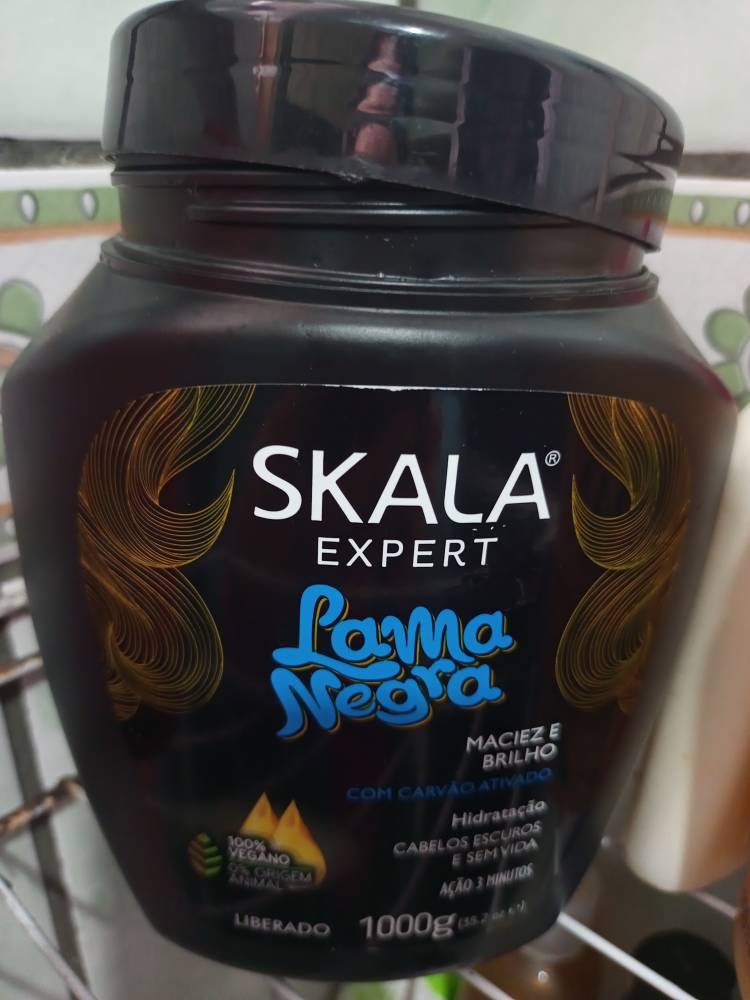 SKALA®
EXPERT
Lama
Negra
MACIEZ E
BRILHO
COM CARVÃO ATIVADO
Hidratação
CABELOS ESCUROS
E SEM VIDA
AÇÃO 3 MINUTOS
100%
VEGANO
0% ORIGEM
ANIMAL
LIBERADO
1000g